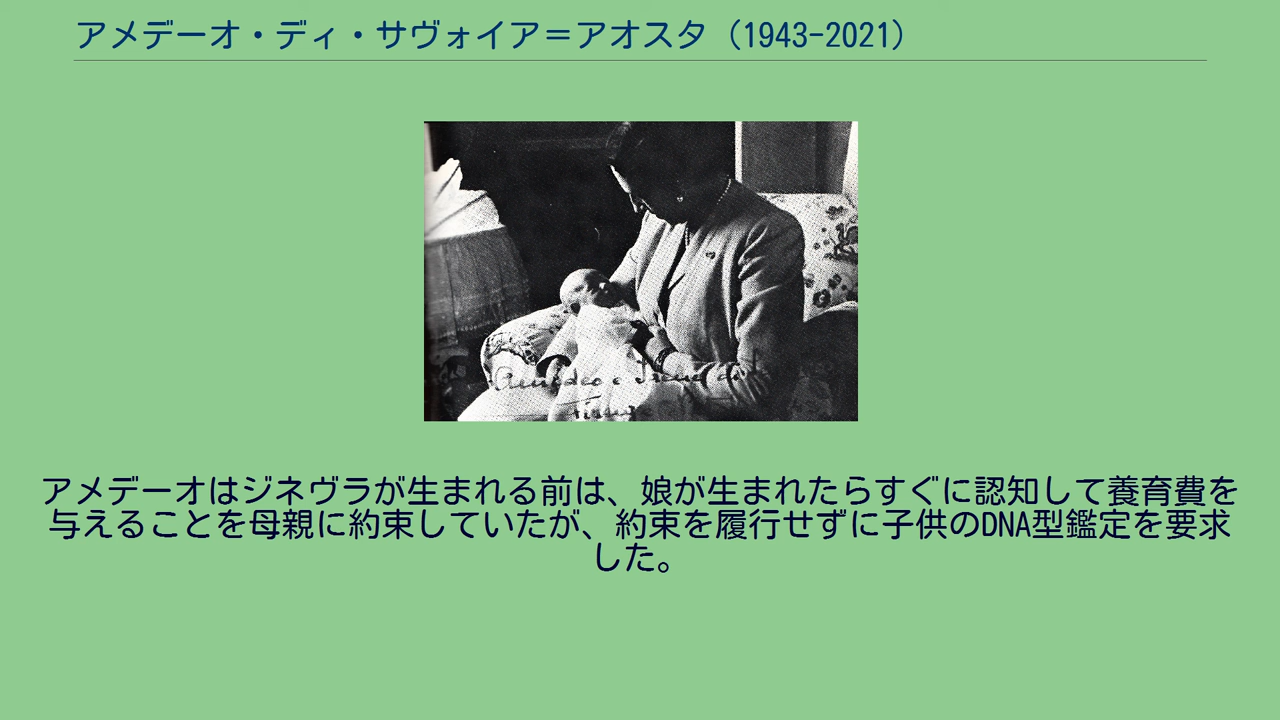 アメデーオ・ディ・サヴォイア＝アオスタ（1943-2021）
Amedeo e Irene
アメデーオはジネヴラが生まれる前は、娘が生まれたらすぐに認知して養育費を
与えることを母親に約束していたが、約束を履行せずに子供のDNA型鑑定を要求
した。